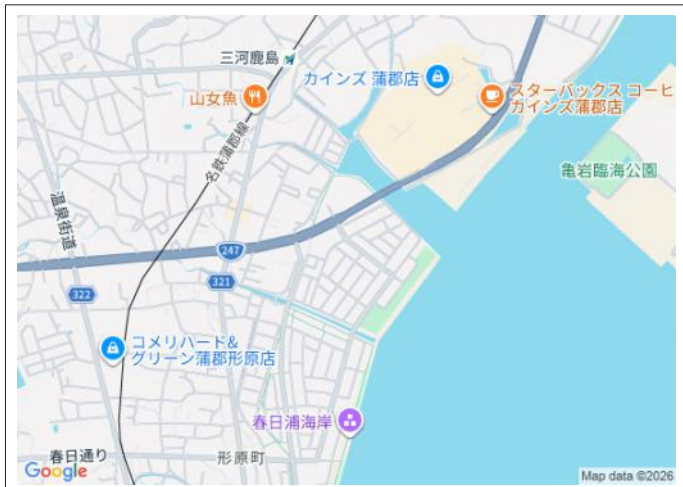 三河鹿島
カインズ 蒲郡店
山女魚
スターバックス コーヒ
カインズ蒲郡店
名鉄蒲郡線
亀岩臨海公園
温泉街道
247
321
322
コメリハード&
グリーン蒲郡形原店
春日浦海岸
春日通り
形原町
Google
Map data ©2026